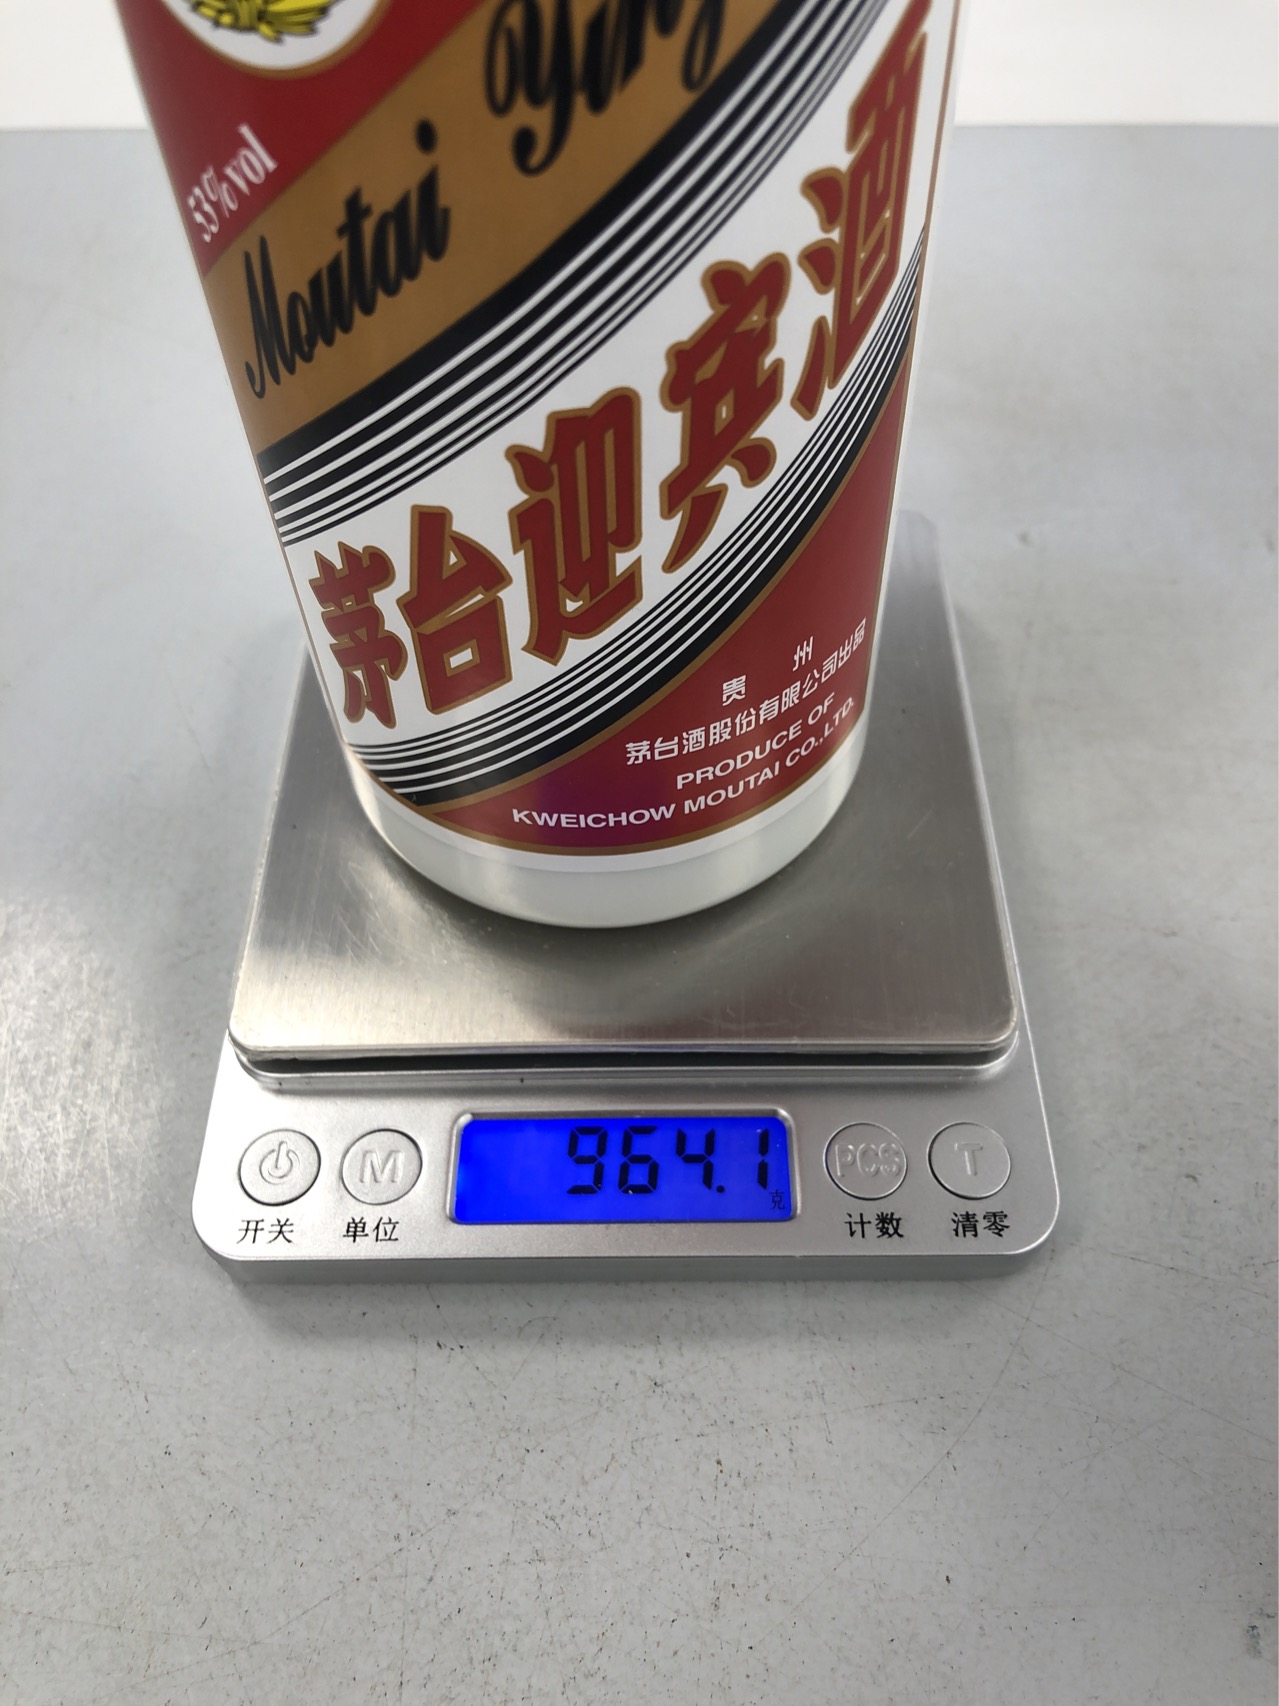 53%vol
Moutai Ying
茅台迎宾酒
贵 州
茅台酒股份有限公司出品
PRODUCE OF
KWEICHOW MOUTAI CO.,LTD.
964.1
克
M
PCS
T
开关
单位
计数
清零